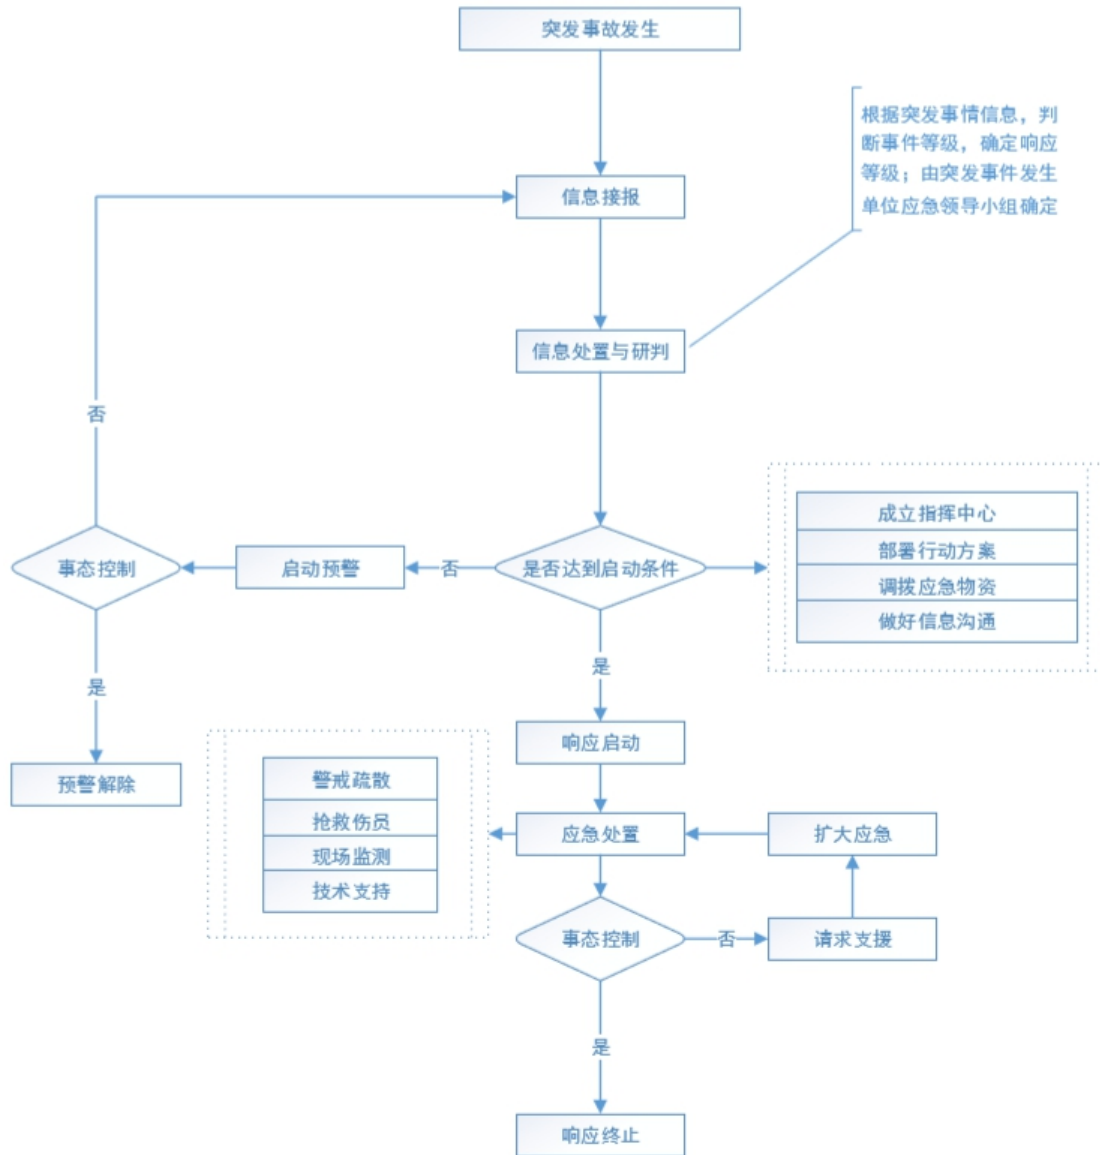 突发事故发生
根据突发事情信息，判
断事件等级，确定响应
等级；由突发事件发生
单位应急领导小组确定
信息接报
信息处置与研判
否
成立指挥中心
部署行动方案
调拨应急物资
做好信息沟通
事态控制
启动预警
否
是否达到启动条件
是
是
响应启动
预警解除
警戒疏散
抢救伤员
现场监测
技术支持
应急处置
扩大应急
事态控制
否
请求支援
是
响应终止